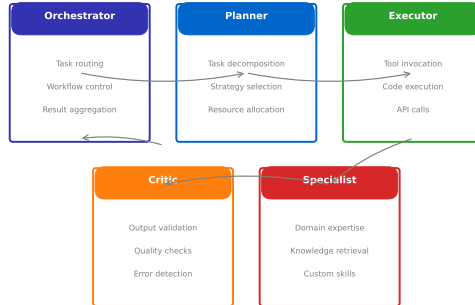 Orchestrator
Task routing
Workflow control
Result aggregation
Planner
Task decomposition
Strategy selection
Resource allocation
Executor
Tool invocation
Code execution
API calls
Critic
Output validation
Quality checks
Error detection
Specialist
Domain expertise
Knowledge retrieval
Custom skills